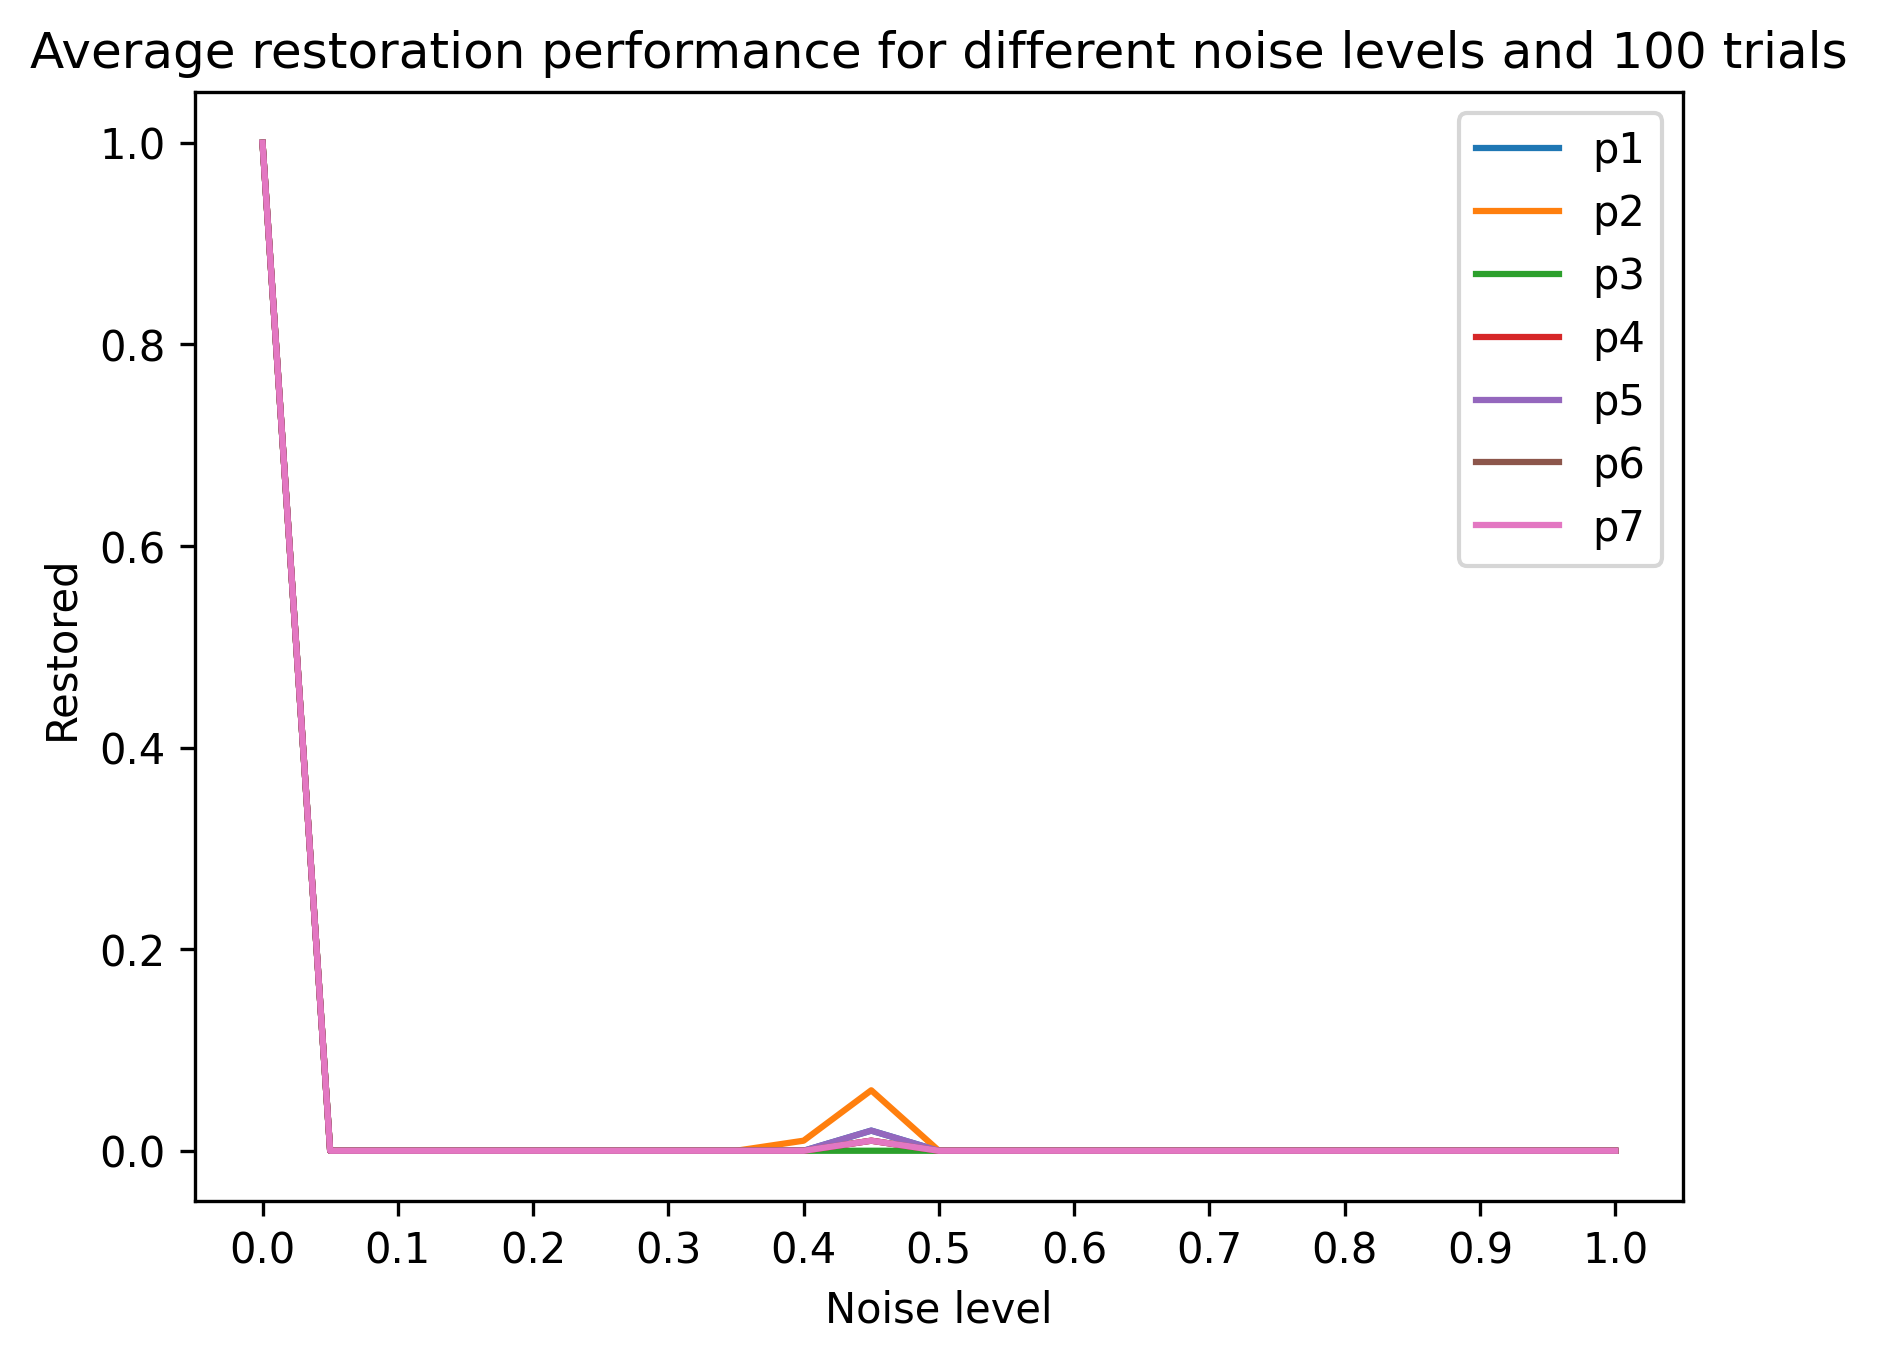 Average restoration performance for different noise levels and 100 trials
p1
p2
p3
p4
p5
p6
p7
Restored
1.0
0.8
0.6
0.4
0.2
0.0
0.0 0.1 0.2 0.3 0.4 0.5 0.6 0.7 0.8 0.9 1.0
Noise level